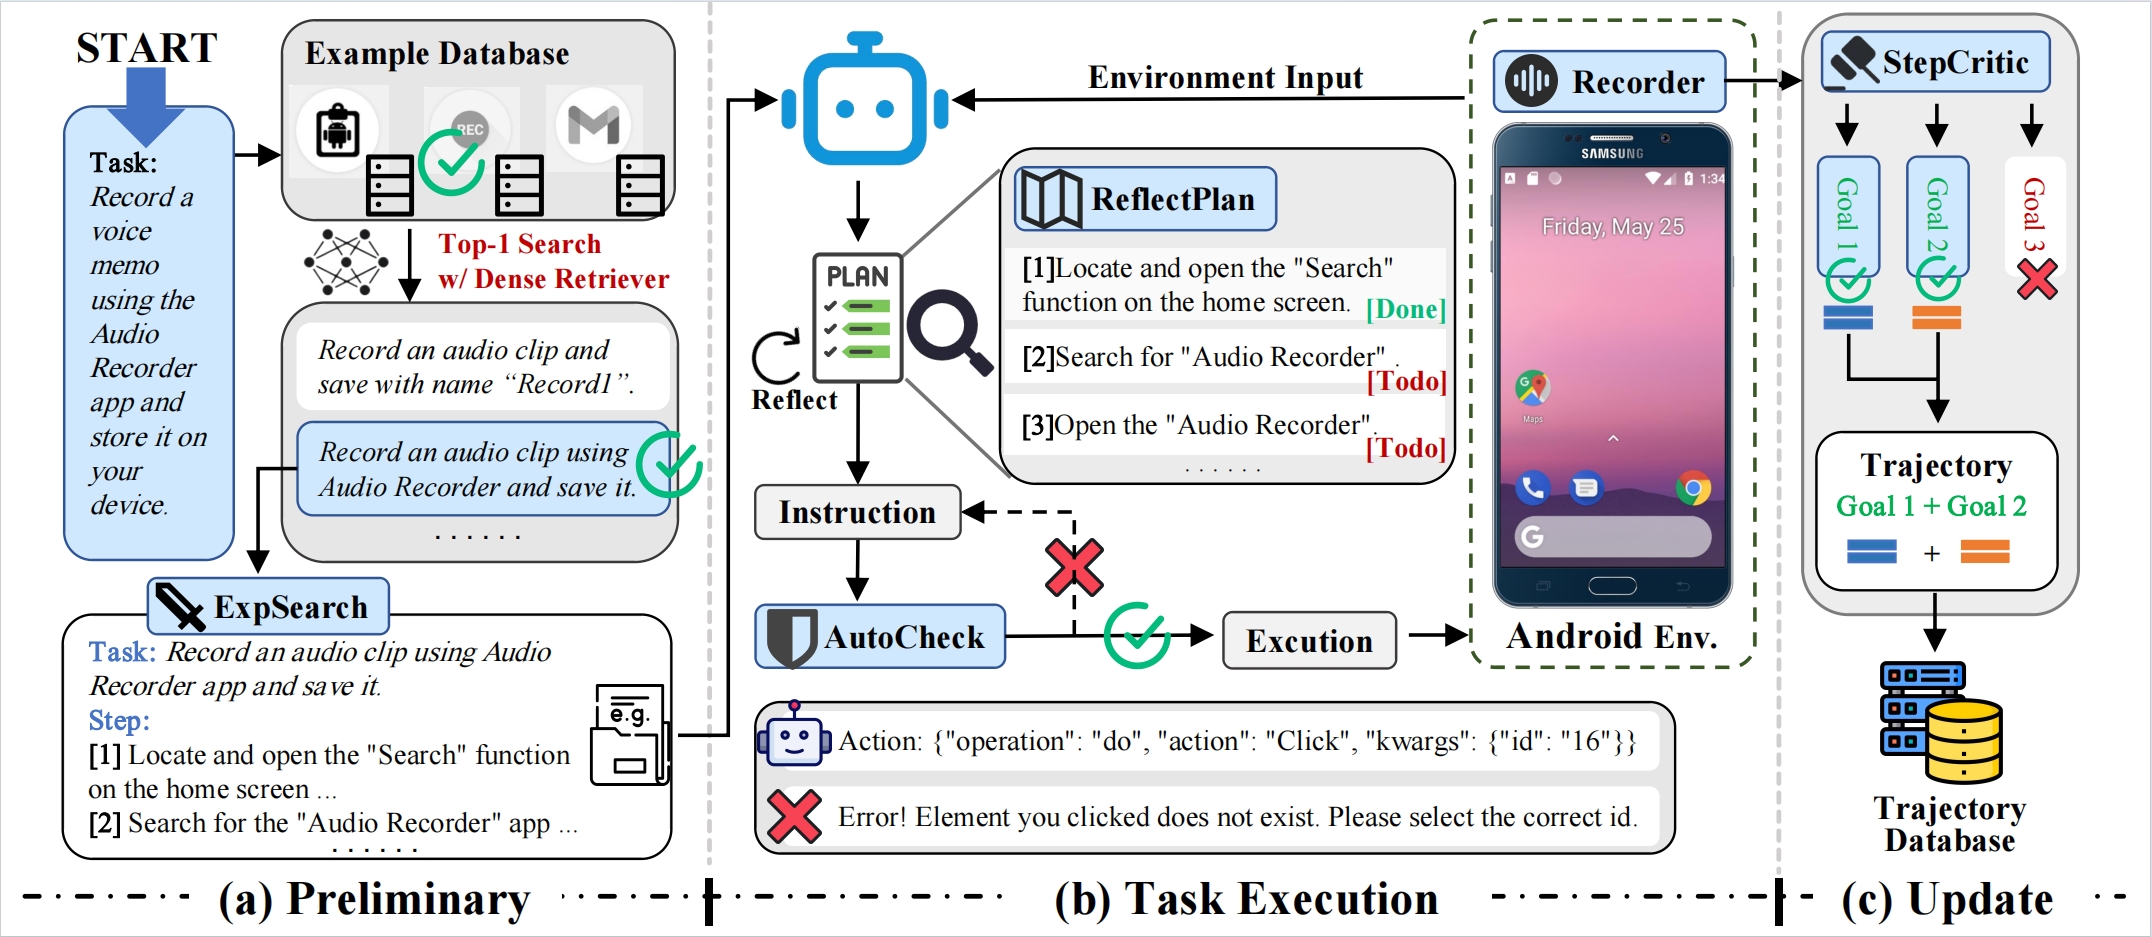 START
Task:
Record a
voice
memo
using the
Audio
Recorder
app and
store it on
your
device.
Example Database
REC
Top-1 Search
w/ Dense Retriever
Record an audio clip and
save with name “Record1”.
Record an audio clip using
Audio Recorder and save it.
. . . . . .
ExpSearch
Task: Record an audio clip using Audio
Recorder app and save it.
Step:
[1] Locate and open the "Search" function
on the home screen ...
[2] Search for the "Audio Recorder" app ...
. . . . . .
e.g.
(a) Preliminary
Environment Input
PLAN
Reflect
ReflectPlan
[1]Locate and open the "Search"
function on the home screen. [Done]
[2]Search for "Audio Recorder" .
[Todo]
[3]Open the "Audio Recorder".
[Todo]
. . . . . .
Instruction
AutoCheck
Excution
Recorder
SAMSUNG
1:34
Friday, May 25
Maps
G
Android Env.
Action: {"operation": "do", "action": "Click", "kwargs": {"id": "16"}}
Error! Element you clicked does not exist. Please select the correct id.
(b) Task Execution
StepCritic
Goal 1
Goal 2
Goal 3
Trajectory
Goal 1 + Goal 2
+
Trajectory
Database
(c) Update